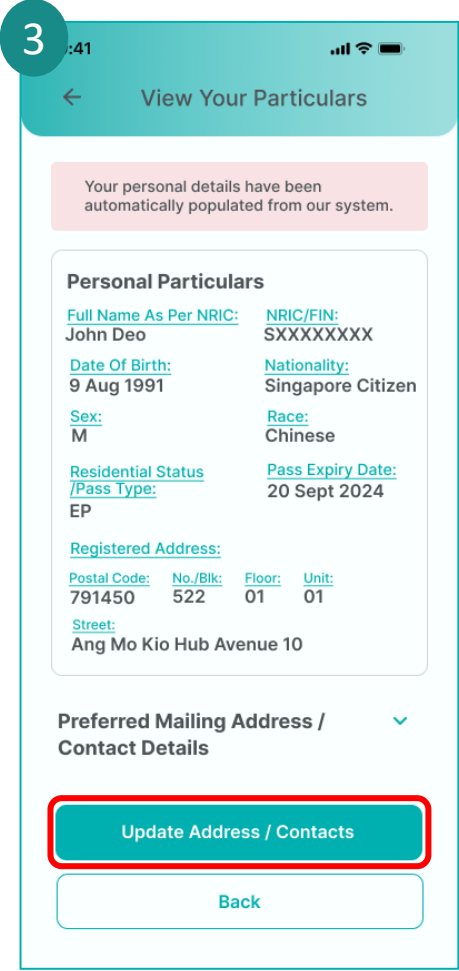 3
:41
View Your Particulars
Your personal details have been
automatically populated from our system.
Personal Particulars
Full Name As Per NRIC: NRIC/FIN:
John Deo SXXXXXXXX
Date Of Birth: Nationality:
9 Aug 1991 Singapore Citizen
Sex: Race:
M Chinese
Residential Status Pass Expiry Date:
/Pass Type: 20 Sept 2024
EP
Registered Address:
Postal Code: No./Blk: Floor: Unit:
791450 522 01 01
Street:
Ang Mo Kio Hub Avenue 10
Preferred Mailing Address /
Contact Details
Update Address / Contacts
Back